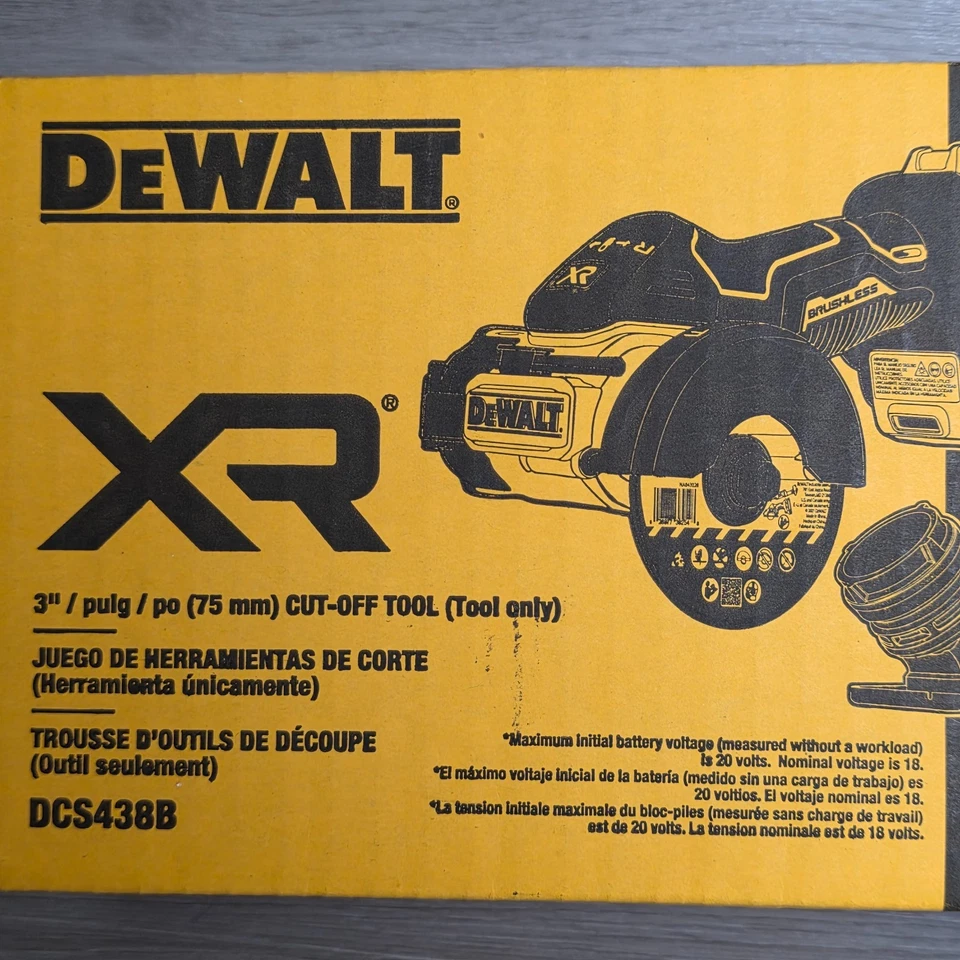 DEWALT®
XR®
XR
BRUSHLESS
DEWALT.
3" / pulg / po (75 mm) CUT-OFF TOOL (Tool only)
JUEGO DE HERRAMIENTAS DE CORTE
(Herramienta únicamente)
TROUSSE D'OUTILS DE DÉCOUPE
(Outil seulement)
DCS438B
*Maximum initial battery voltage (measured without a workload)
is 20 volts. Nominal voltage is 18.
*El máximo voltaje inicial de la batería (medido sin una carga de trabajo) es
20 voltios. El voltaje nominal es 18.
*La tension initiale maximale du bloc-piles (mesurée sans charge de travail)
est de 20 volts. La tension nominale est de 18 volts.